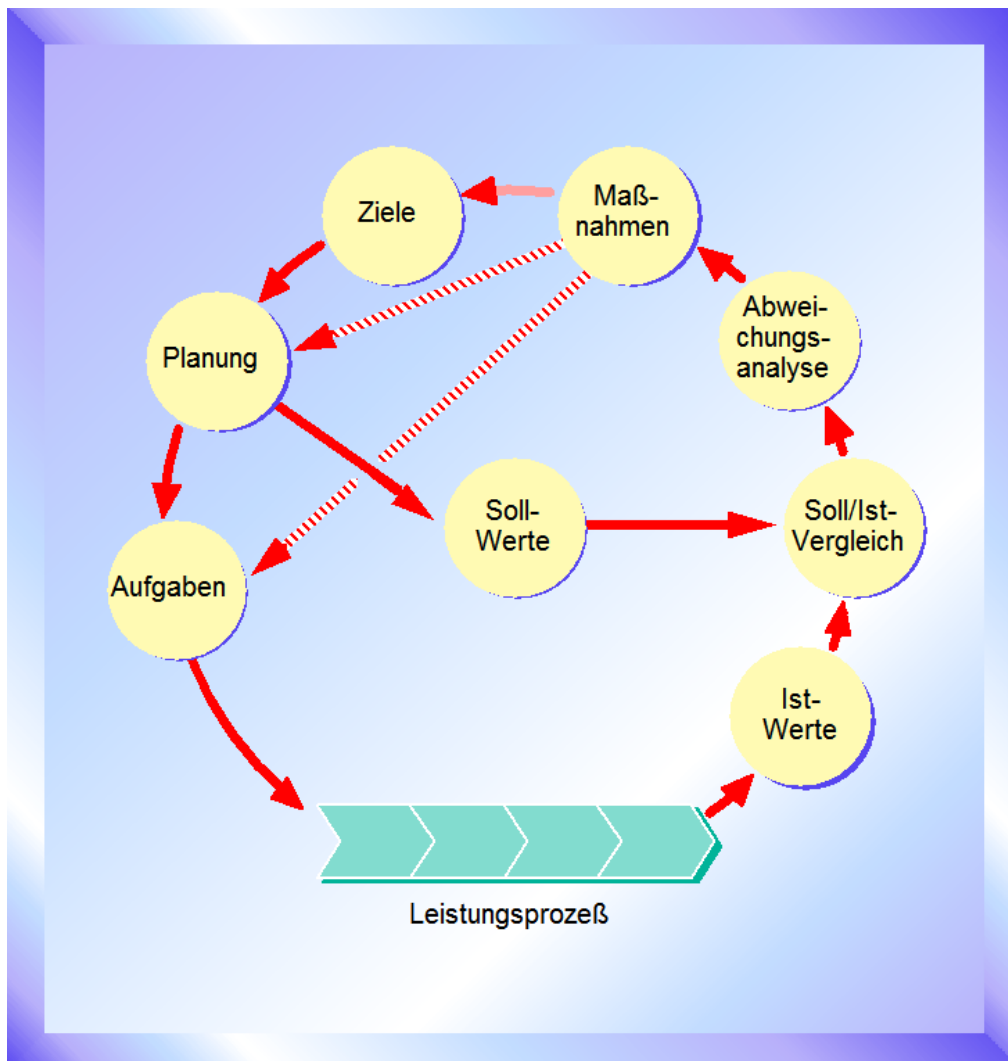 Ziele
Maß-
nahmen
Abwei-
chungs-
analyse
Planung
Soll-
Werte
Soll/Ist-
Vergleich
Aufgaben
Ist-
Werte
Leistungsprozeß